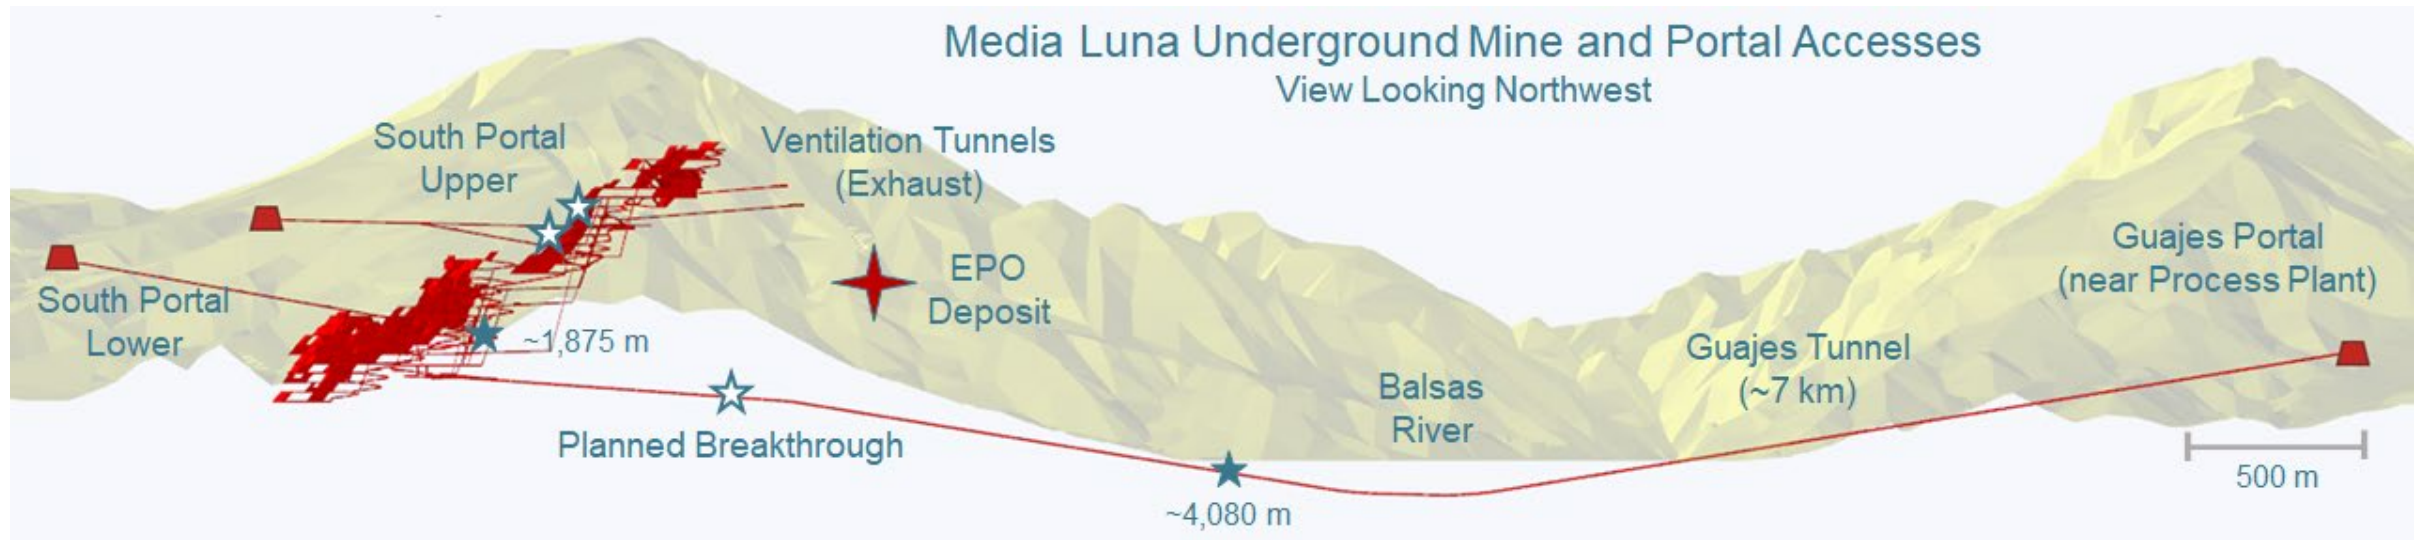 Media Luna Underground Mine and Portal Accesses
View Looking Northwest
South Portal
Upper
Ventilation Tunnels
(Exhaust)
South Portal
Lower
~1,875 m
EPO
Deposit
Planned Breakthrough
~4,080 m
Balsas
River
Guajes Tunnel
(~7 km)
Guajes Portal
(near Process Plant)
500 m